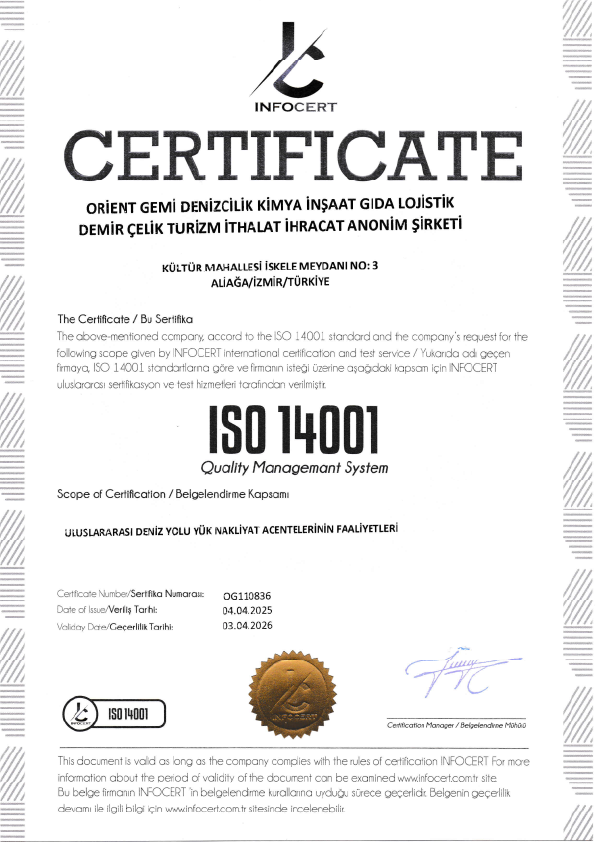 INFOCERT
CERTIFICATE
ORİENT GEMİ DENİZCİLİK KİMYA İNŞAAT GIDA LOJİSTİK
DEMİR ÇELİK TURİZM İTHALAT İHRACAT ANONİM ŞİRKETİ
KÜLTÜR MAHALLESİ İSKELE MEYDANI NO: 3
ALİAĞA/İZMİR/TÜRKİYE
The Certificate / Bu Sertifika
The above-mentioned company, accord to the ISO 14001 standard and the company's request for the
following scope given by INFOCERT international certification and test service / Yukarıda adı geçen
firmaya, ISO 14001 standartlarına göre ve firmanın isteği üzerine aşağıdaki kapsam için INFOCERT
uluslararası sertifikasyon ve test hizmetleri tarafından verilmiştir.
ISO 14001
Quality Managemant System
Scope of Certification / Belgelendirme Kapsamı
ULUSLARARASI DENİZ YOLU YÜK NAKLİYAT ACENTELERİNİN FAALİYETLERİ
Certficate Number/Sertifika Numarası: OG110836
Date of Issue/Veriliş Tarihi: 04.04.2025
Validay Date/Geçerlilik Tarihi: 03.04.2026
INFOCERT
INFOCERT ISO 14001
Certification Manager / Belgelendirme Müdürü
This document is valid as long as the company complies with the rules of certification INFOCERT For more
information about the period of validity of the document can be examined www.infocert.com.tr site.
Bu belge firmanın INFOCERT 'in belgelendirme kurallarına uyduğu sürece geçerlidir. Belgenin geçerlilik
devamı ile ilgili bilgi için www.infocert.com.tr sitesinde incelenebilir.